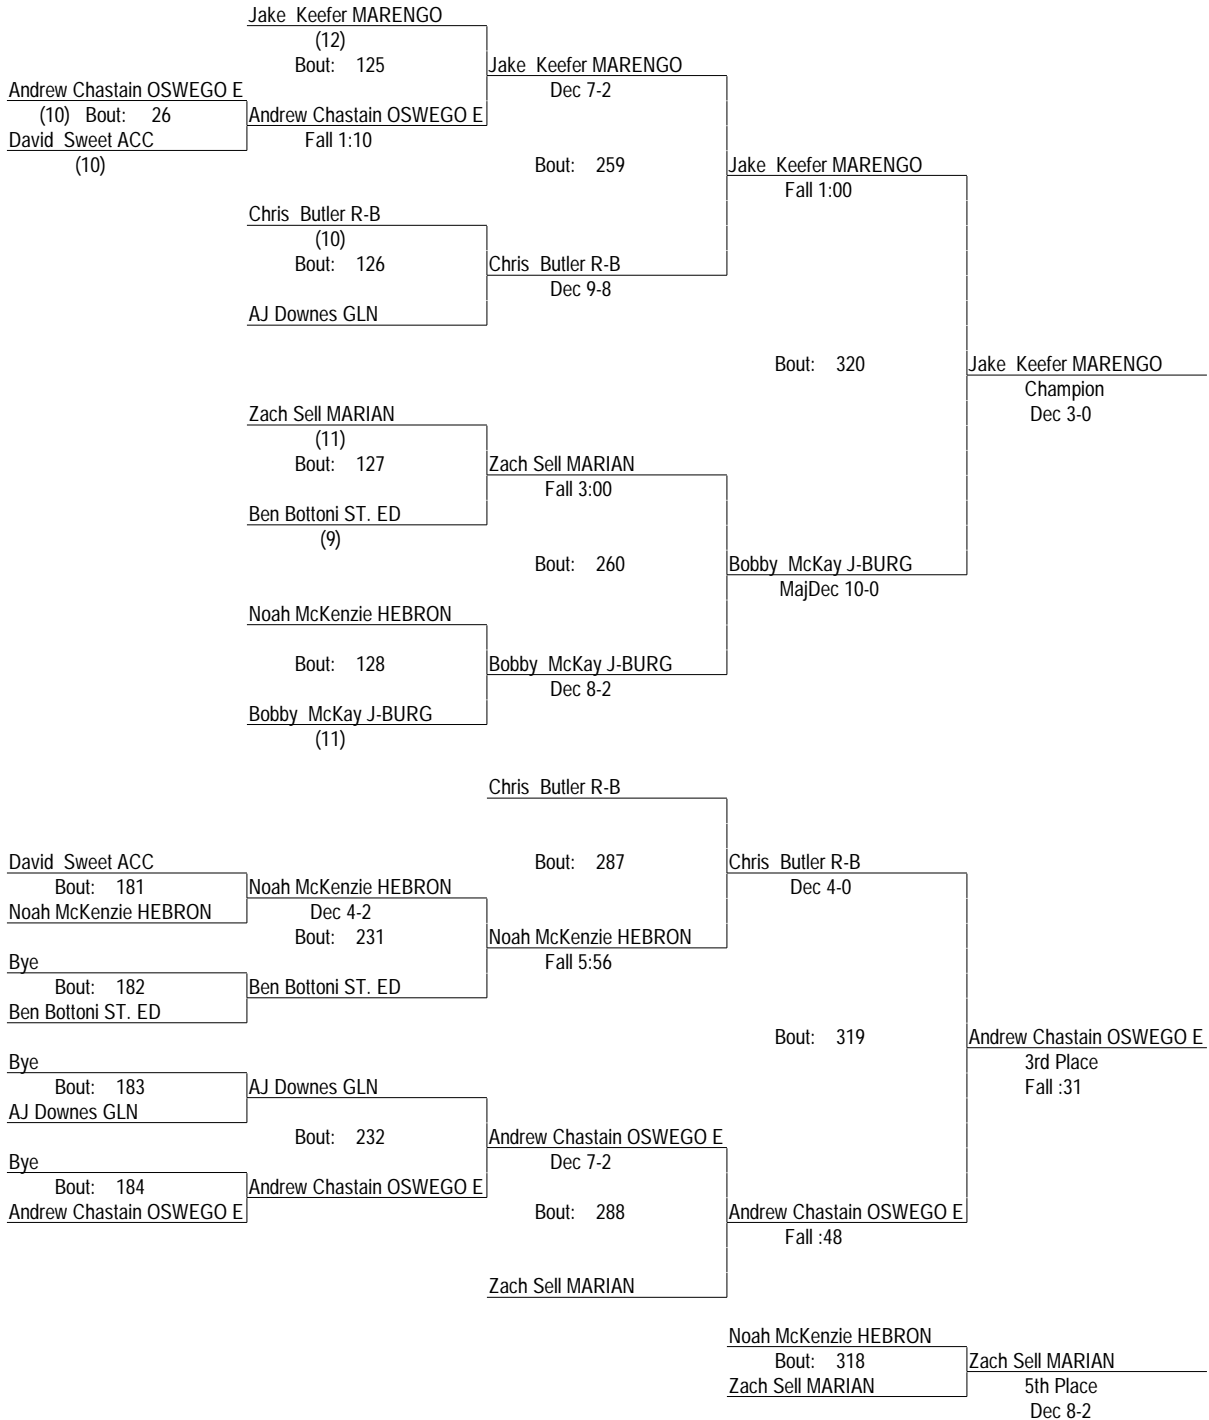 Jake  Keefer MARENGO
(12)
Bout:   125
Jake  Keefer MARENGO
Dec 7-2
Andrew Chastain OSWEGO E
(10)  Bout:    26
Andrew Chastain OSWEGO E
Fall 1:10
David  Sweet ACC
(10)
Bout:   259
Jake  Keefer MARENGO
Fall 1:00
Chris  Butler R-B
(10)
Bout:   126
Chris  Butler R-B
Dec 9-8
AJ Downes GLN
Bout:   320
Jake  Keefer MARENGO
Champion
Dec 3-0
Zach Sell MARIAN
(11)
Bout:   127
Zach Sell MARIAN
Fall 3:00
Ben Bottoni ST. ED
(9)
Bout:   260
Bobby  McKay J-BURG
MajDec 10-0
Noah McKenzie HEBRON
Bout:   128
Bobby  McKay J-BURG
Dec 8-2
Bobby  McKay J-BURG
(11)
Chris  Butler R-B
Bout:   287
Chris  Butler R-B
Dec 4-0
David  Sweet ACC
Bout:   181
Noah McKenzie HEBRON
Noah McKenzie HEBRON
Dec 4-2
Bout:   231
Noah McKenzie HEBRON
Fall 5:56
Bye
Bout:   182
Ben Bottoni ST. ED
Ben Bottoni ST. ED
Bout:   319
Andrew Chastain OSWEGO E
3rd Place
Fall :31
Bye
Bout:   183
AJ Downes GLN
AJ Downes GLN
Bout:   232
Andrew Chastain OSWEGO E
Dec 7-2
Bye
Bout:   184
Andrew Chastain OSWEGO E
Andrew Chastain OSWEGO E
Bout:   288
Andrew Chastain OSWEGO E
Fall :48
Zach Sell MARIAN
Noah McKenzie HEBRON
Bout:   318
Zach Sell MARIAN
Zach Sell MARIAN
5th Place
Dec 8-2